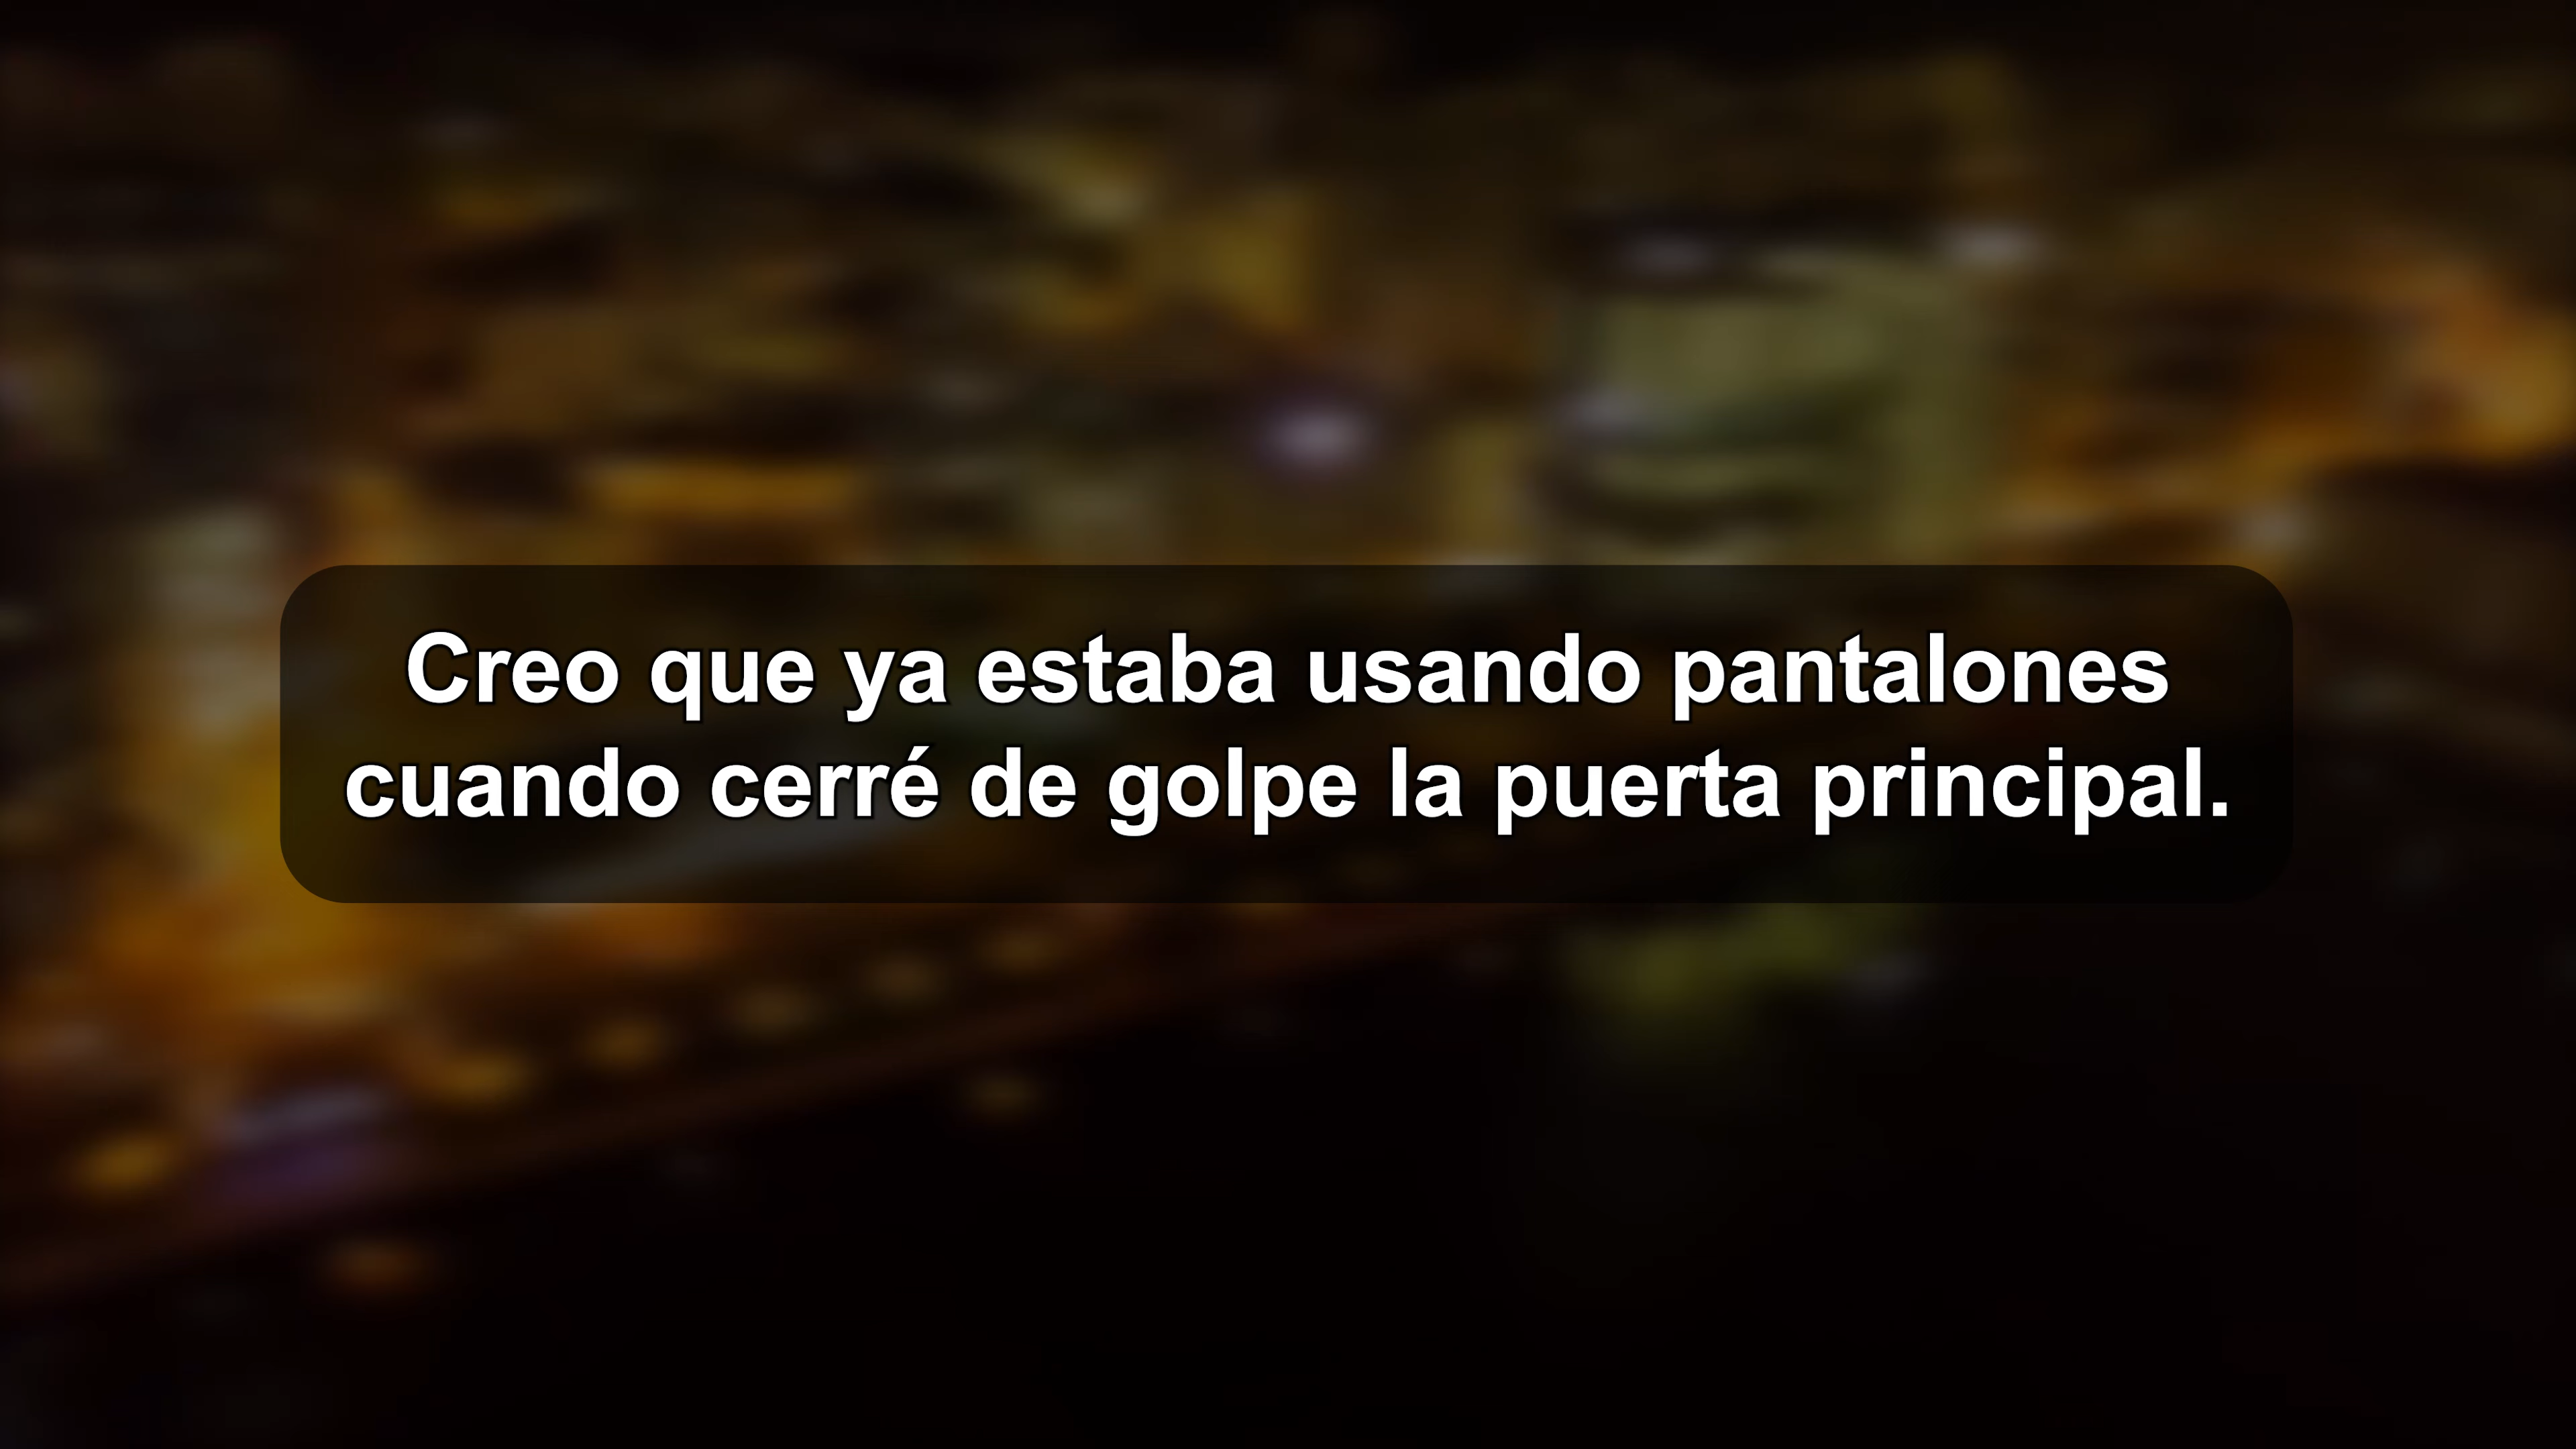 Creo que ya estaba usando pantalones
cuando cerré de golpe la puerta principal.